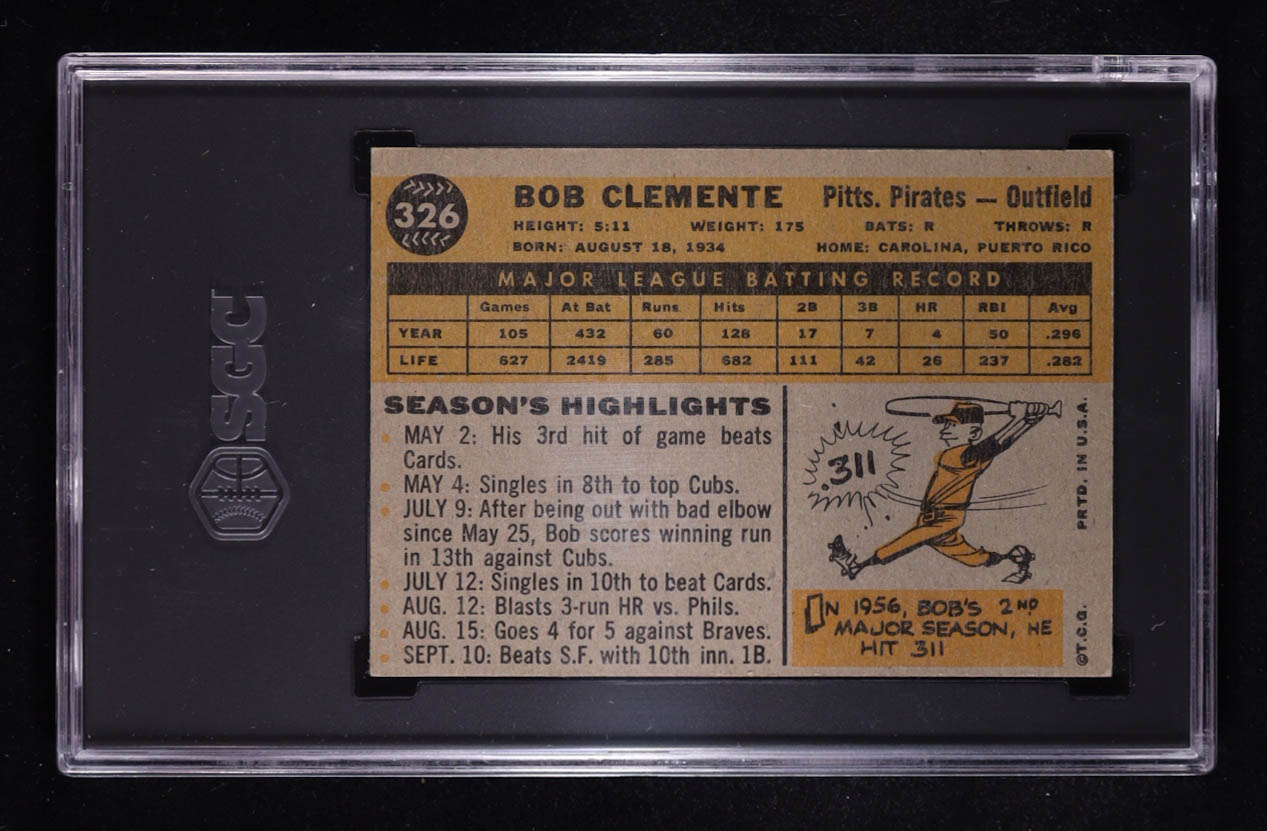 326
BOB CLEMENTE Pitts. Pirates — Outfield
HEIGHT: 5:11 WEIGHT: 175 BATS: R THROWS: R
BORN: AUGUST 18, 1934 HOME: CAROLINA, PUERTO RICO
MAJOR LEAGUE BATTING RECORD
Games At Bat Runs Hits 2B 3B HR RBI Avg
YEAR 105 432 60 128 17 7 4 50 .296
LIFE 627 2419 285 682 111 42 26 237 .282
SEASON'S HIGHLIGHTS
MAY 2: His 3rd hit of game beats
Cards.
MAY 4: Singles in 8th to top Cubs.
JULY 9: After being out with bad elbow
since May 25, Bob scores winning run
in 13th against Cubs.
JULY 12: Singles in 10th to beat Cards.
AUG. 12: Blasts 3-run HR vs. Phils.
AUG. 15: Goes 4 for 5 against Braves.
SEPT. 10: Beats S.F. with 10th inn. 1B.
.311
IN 1956, BOB'S 2ND
MAJOR SEASON, HE
HIT 311
©T.C.G. PRTD. IN U.S.A.
SGC